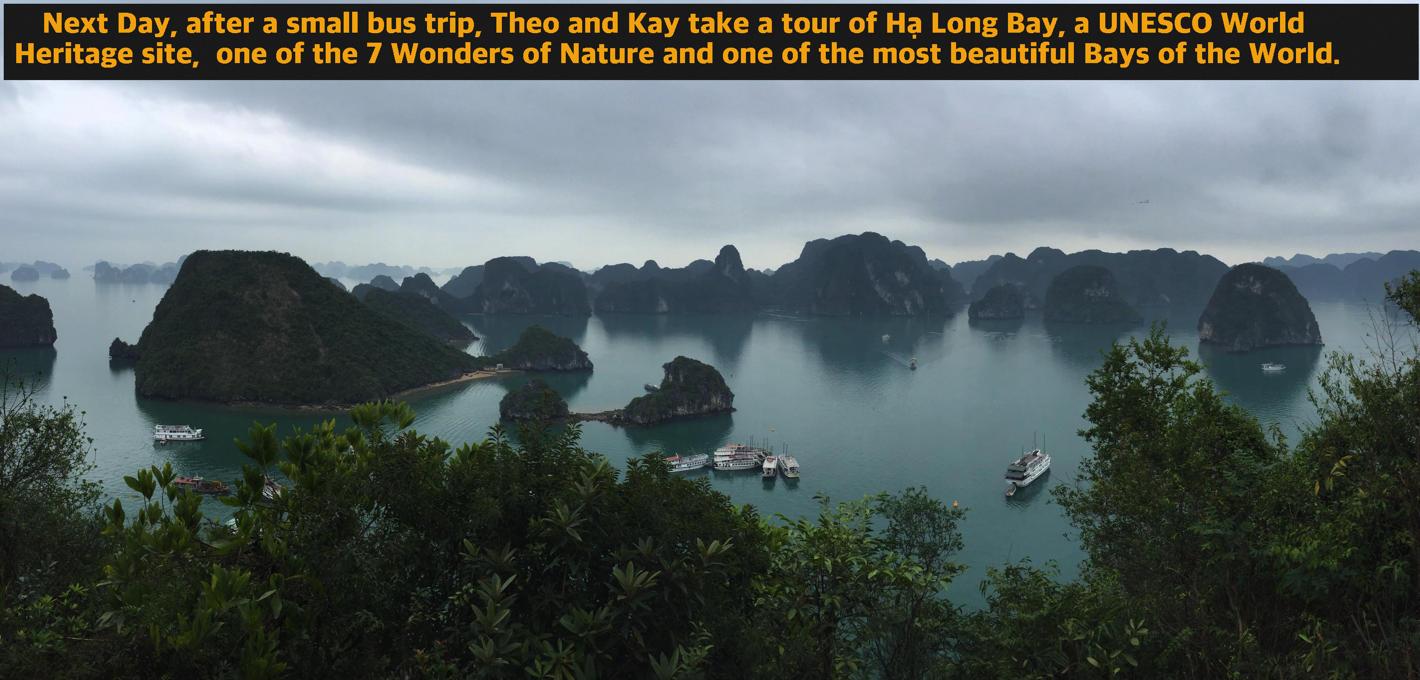 Next Day, after a small bus trip, Theo and Kay take a tour of Hạ Long Bay, a UNESCO World
Heritage site,  one of the 7 Wonders of Nature and one of the most beautiful Bays of the World.